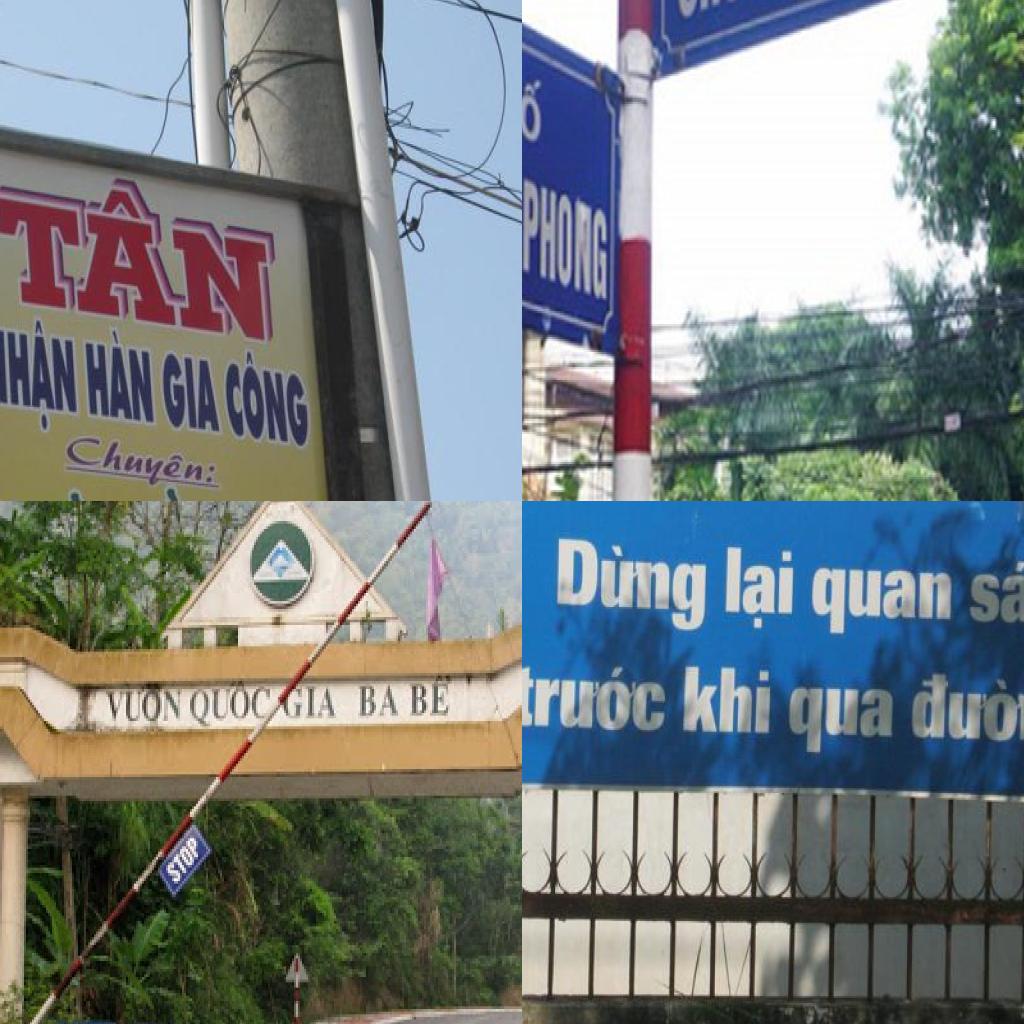 TÂN
NHẬN HÀN GIA CÔNG
Chuyên:
Ố
PHONG
VƯỜN QUỐC GIA BA BỂ
STOP
Dừng lại quan sá
trước khi qua đườn